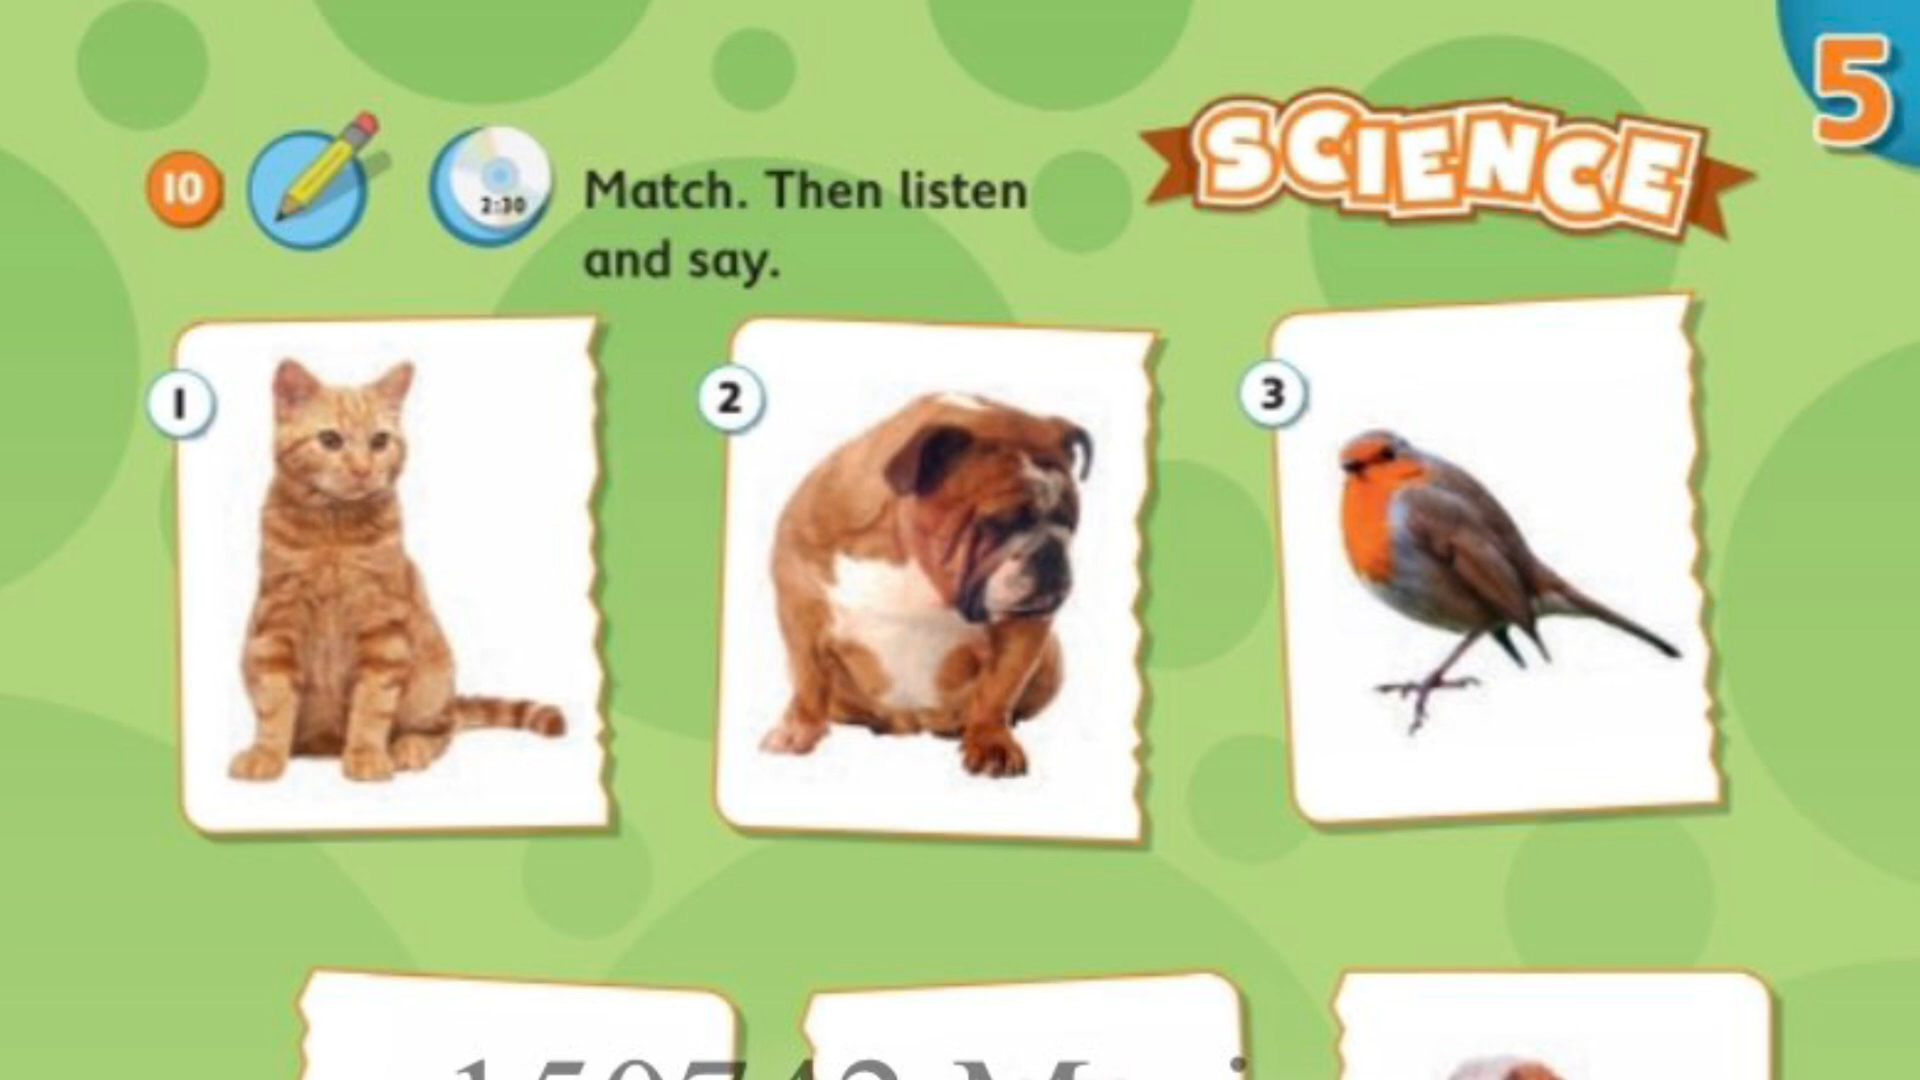 5
SCIENCE
10
2:30
Match. Then listen
and say.
1
2
3